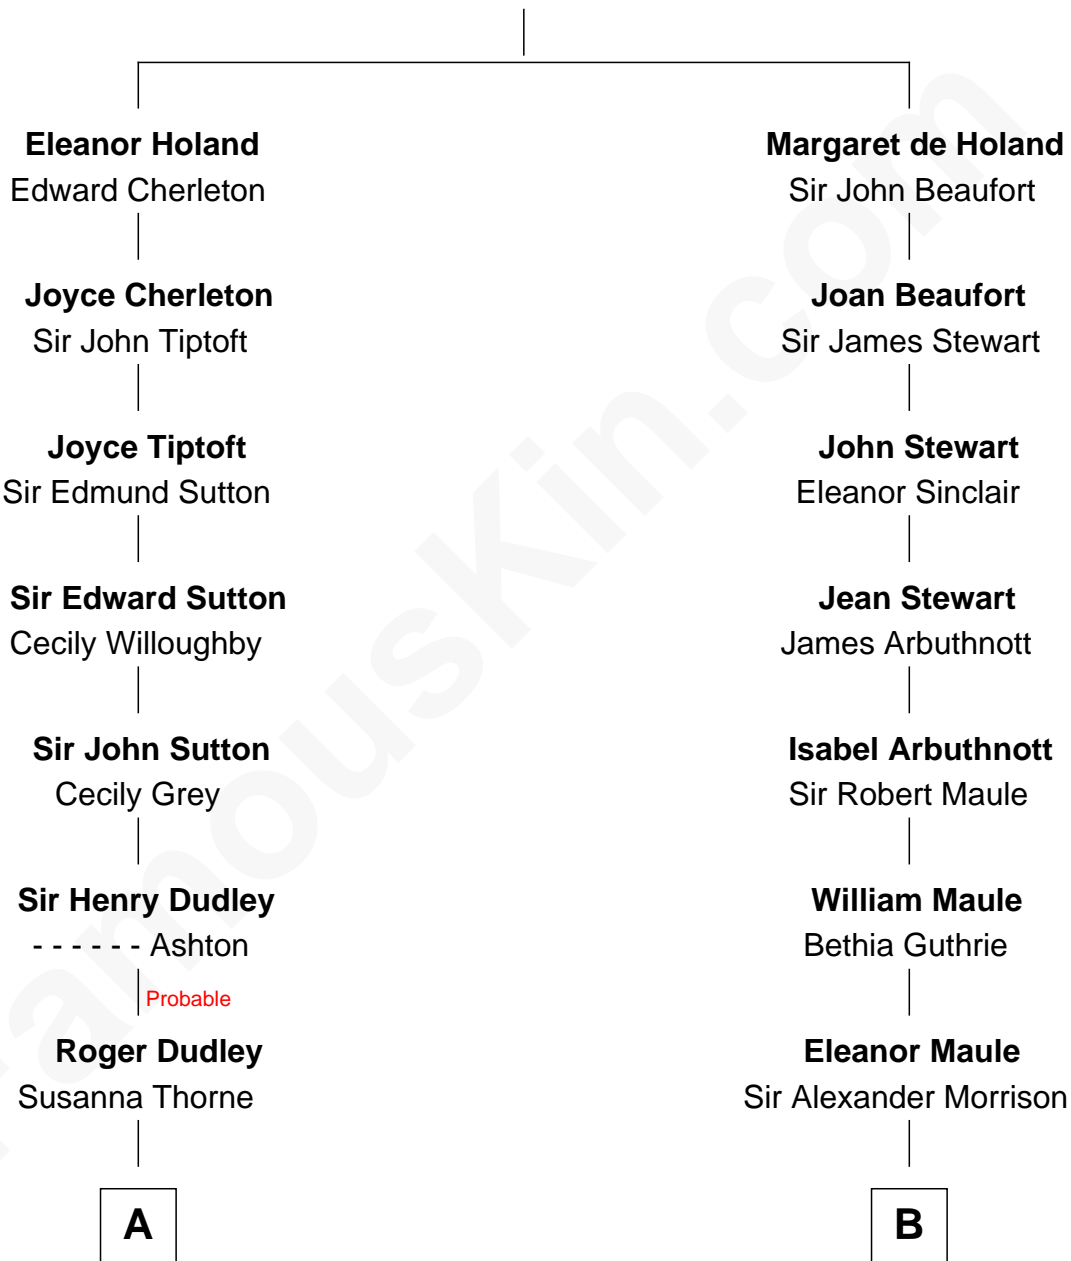 Eleanor Holand
Edward Cherleton
Joyce Cherleton
Sir John Tiptoft
Joyce Tiptoft
Sir Edmund Sutton
Sir Edward Sutton
Cecily Willoughby
Sir John Sutton
Cecily Grey
Sir Henry Dudley
- - - - - - Ashton
Probable
Roger Dudley
Susanna Thorne
A
Margaret de Holand
Sir John Beaufort
Joan Beaufort
Sir James Stewart
John Stewart
Eleanor Sinclair
Jean Stewart
James Arbuthnott
Isabel Arbuthnott
Sir Robert Maule
William Maule
Bethia Guthrie
Eleanor Maule
Sir Alexander Morrison
B
FamousKin.com